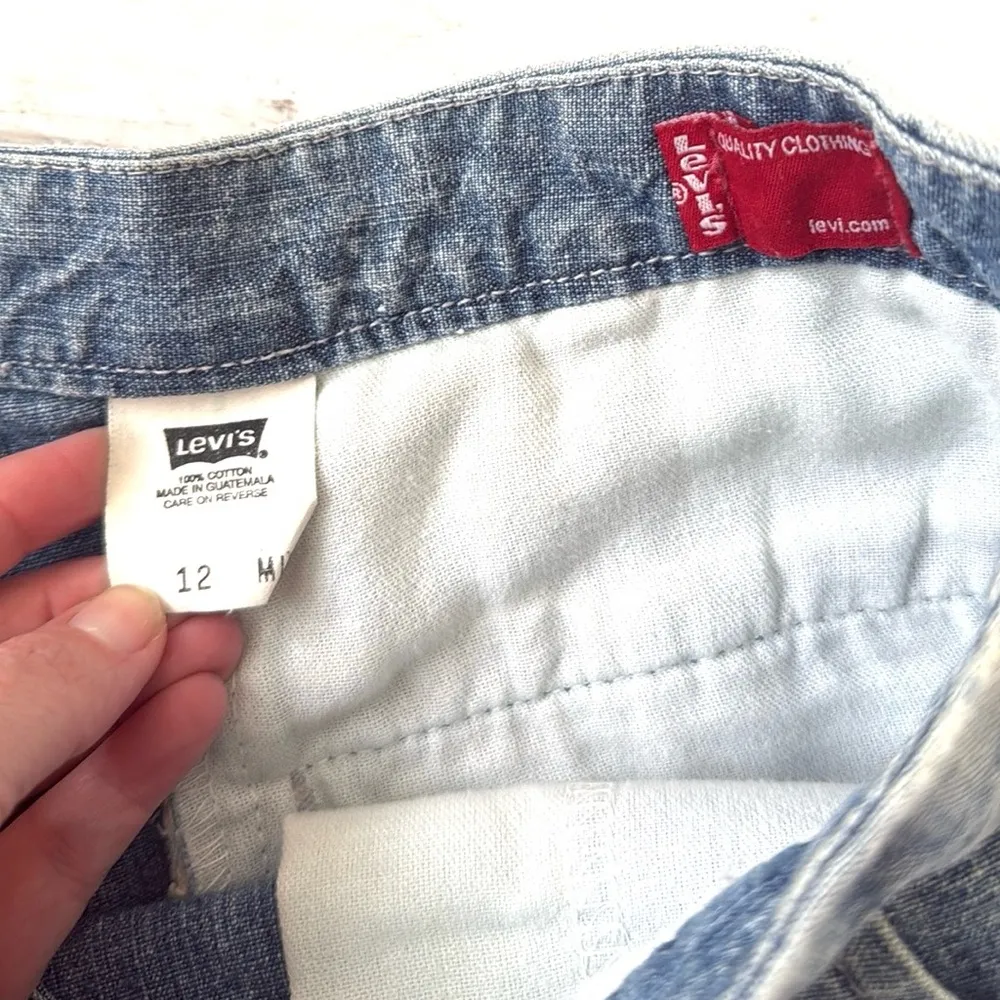 LEVI'S ®
QUALITY CLOTHING
levi.com
LEVI'S ®
100% COTTON
MADE IN GUATEMALA
CARE ON REVERSE
12